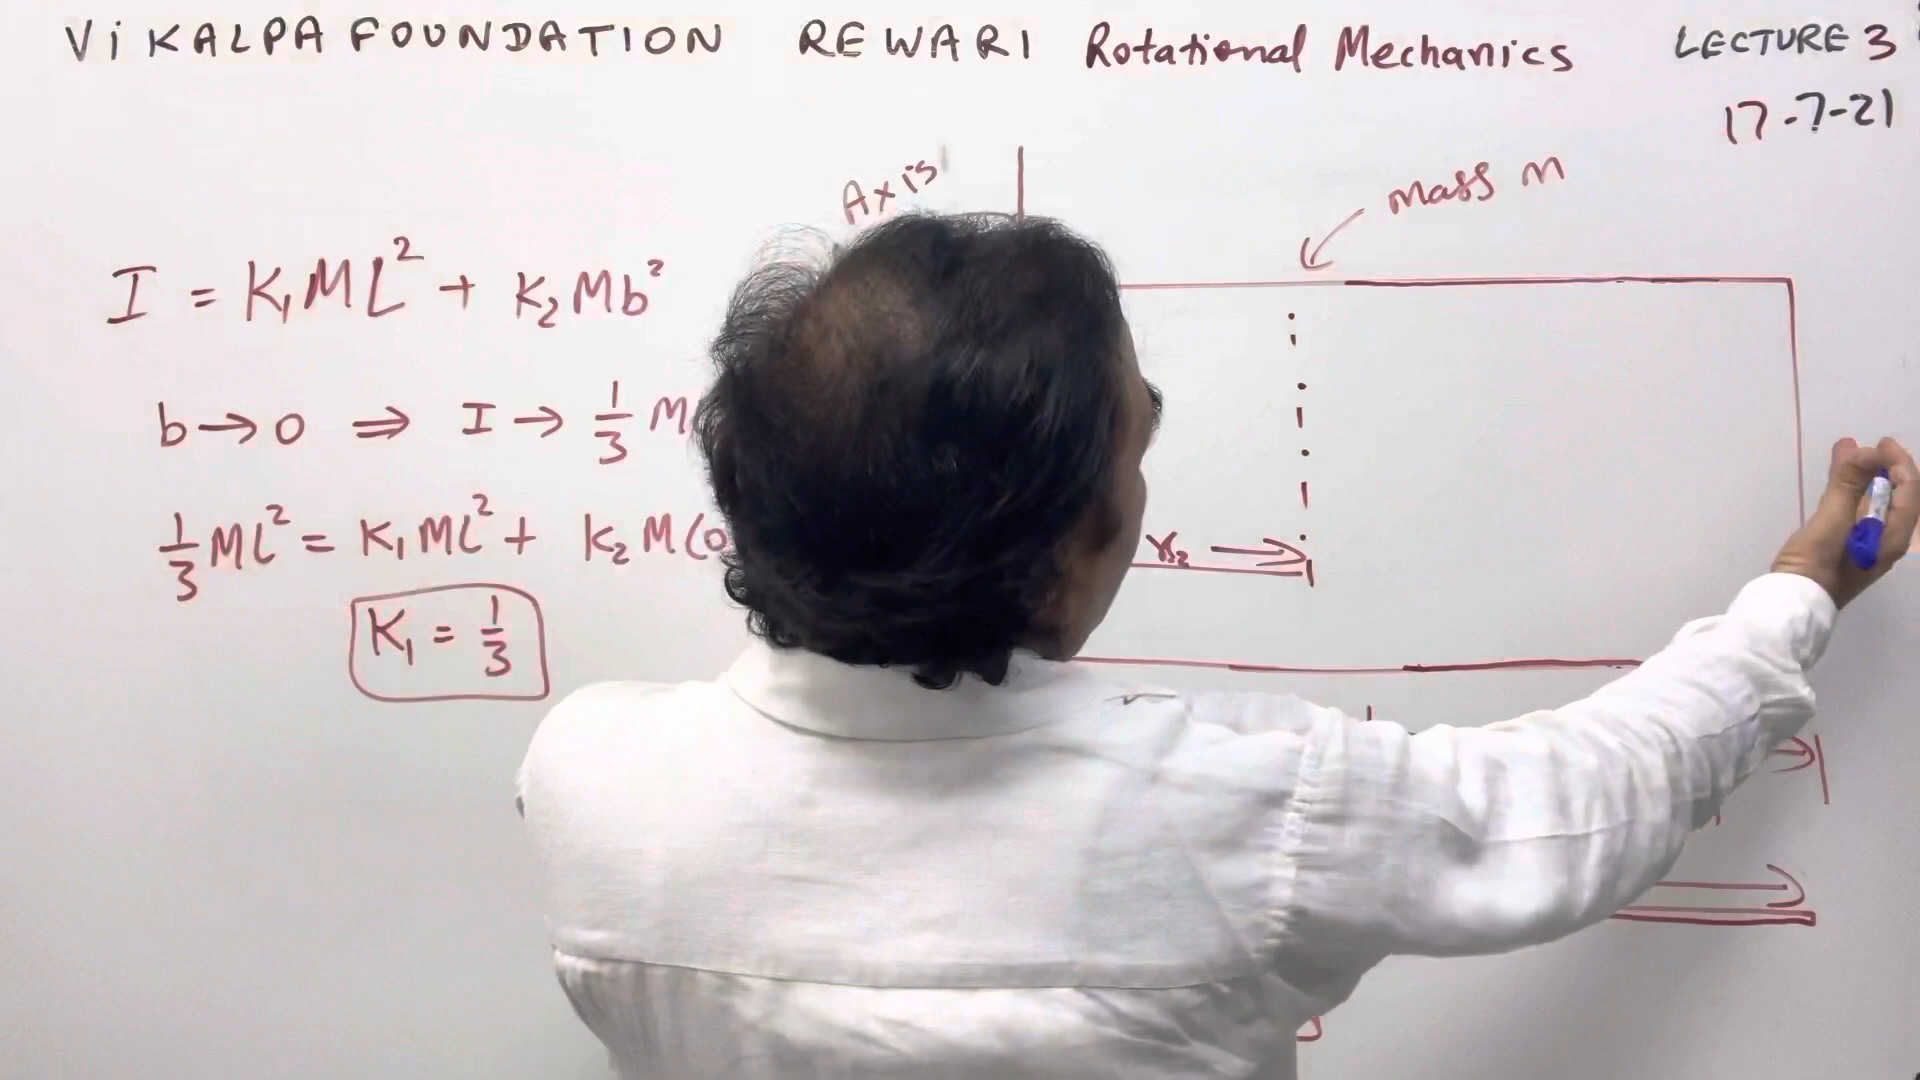 ViKALPA FOUNDATION REWARI Rotational Mechanics LECTURE 3
17-7-21
Axis
mass m
I = K₁ML² + K₂Mb²
b → 0 ⇒ I → 1/3 M
1/3 ML² = K₁ML² + K₂M(0
K₁ = 1/3